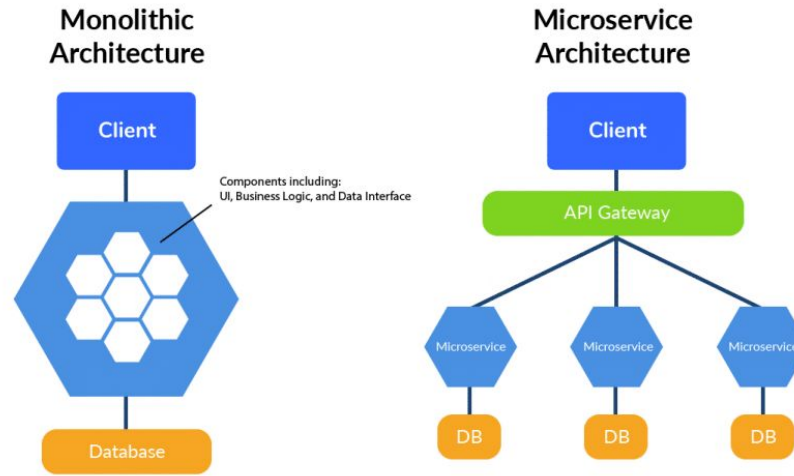 Monolithic
Architecture
Client
Components including:
UI, Business Logic, and Data Interface
Database
Microservice
Architecture
Client
API Gateway
Microservice
Microservice
Microservice
DB
DB
DB